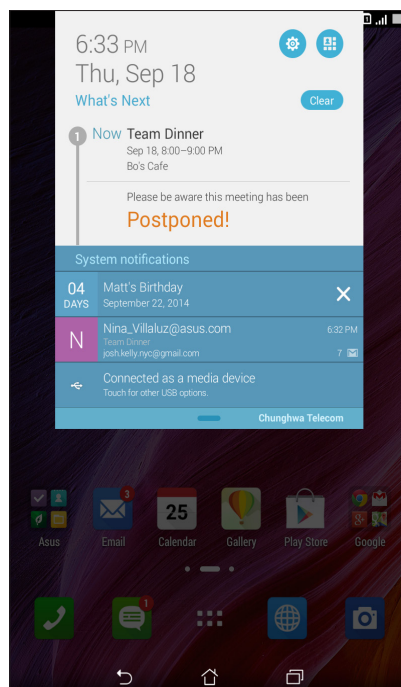 6:33 PM
Thu, Sep 18
What's Next
Clear
1
Now Team Dinner
Sep 18, 8:00–9:00 PM
Bo's Cafe
Please be aware this meeting has been
Postponed!
System notifications
04
DAYS
Matt's Birthday
September 22, 2014
N
Nina_Villaluz@asus.com
6:32 PM
Team Dinner
josh.kelly.nyc@gmail.com
7
Connected as a media device
Touch for other USB options.
Chunghwa Telecom
3
25
Asus
Email
Calendar
Gallery
Play Store
Google
1